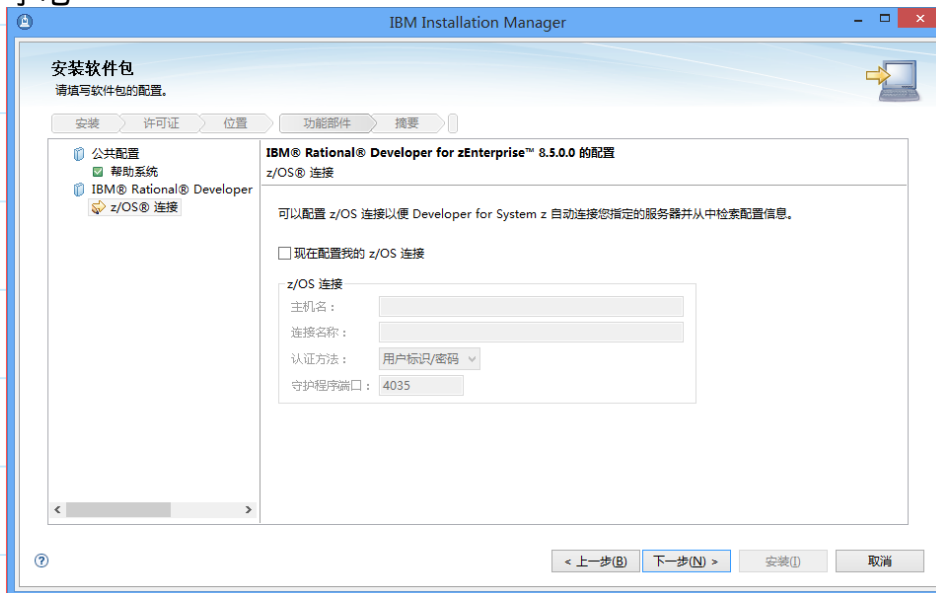 IBM Installation Manager
安装软件包
请填写软件包的配置。
安装 许可证 位置 功能部件 摘要
公共配置
帮助系统
IBM® Rational® Developer
z/OS® 连接
IBM® Rational® Developer for zEnterprise™ 8.5.0.0 的配置
z/OS® 连接
可以配置 z/OS 连接以便 Developer for System z 自动连接您指定的服务器并从中检索配置信息。
现在配置我的 z/OS 连接
z/OS 连接
主机名：
连接名称：
认证方法： 用户标识/密码
守护程序端口： 4035
< 上一步(B) 下一步(N) > 安装(I) 取消